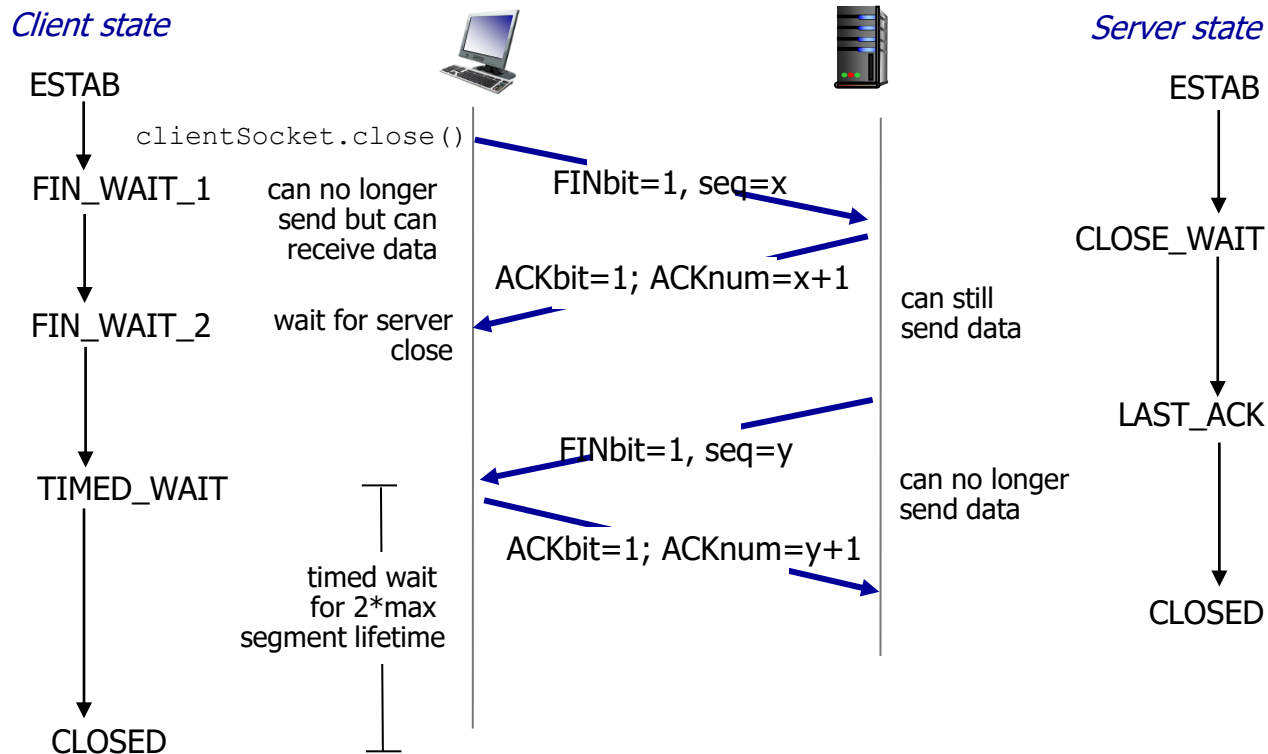 Client state
Server state
ESTAB
ESTAB
clientSocket.close()
FINbit=1, seq=x
FIN_WAIT_1
can no longer
send but can
receive data
CLOSE_WAIT
ACKbit=1; ACKnum=x+1
can still
send data
FIN_WAIT_2
wait for server
close
LAST_ACK
FINbit=1, seq=y
TIMED_WAIT
can no longer
send data
ACKbit=1; ACKnum=y+1
timed wait
for 2*max
segment lifetime
CLOSED
CLOSED